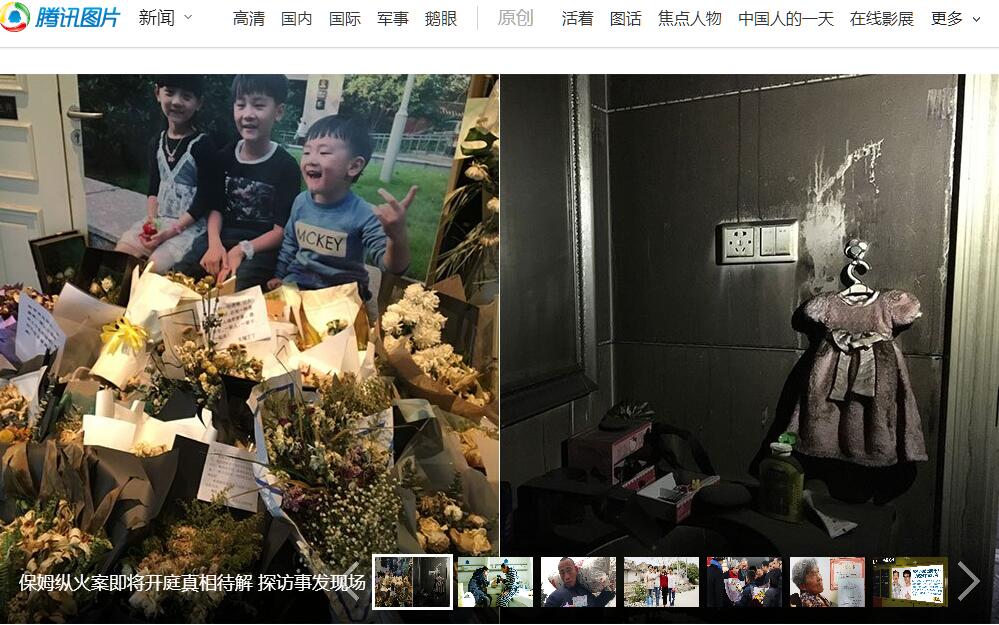 腾讯图片 新闻 高清 国内 国际 军事 鹅眼 原创 活着 图话 焦点人物 中国人的一天 在线影展 更多
MCKEY
保姆纵火案即将开庭真相待解 探访事发现场